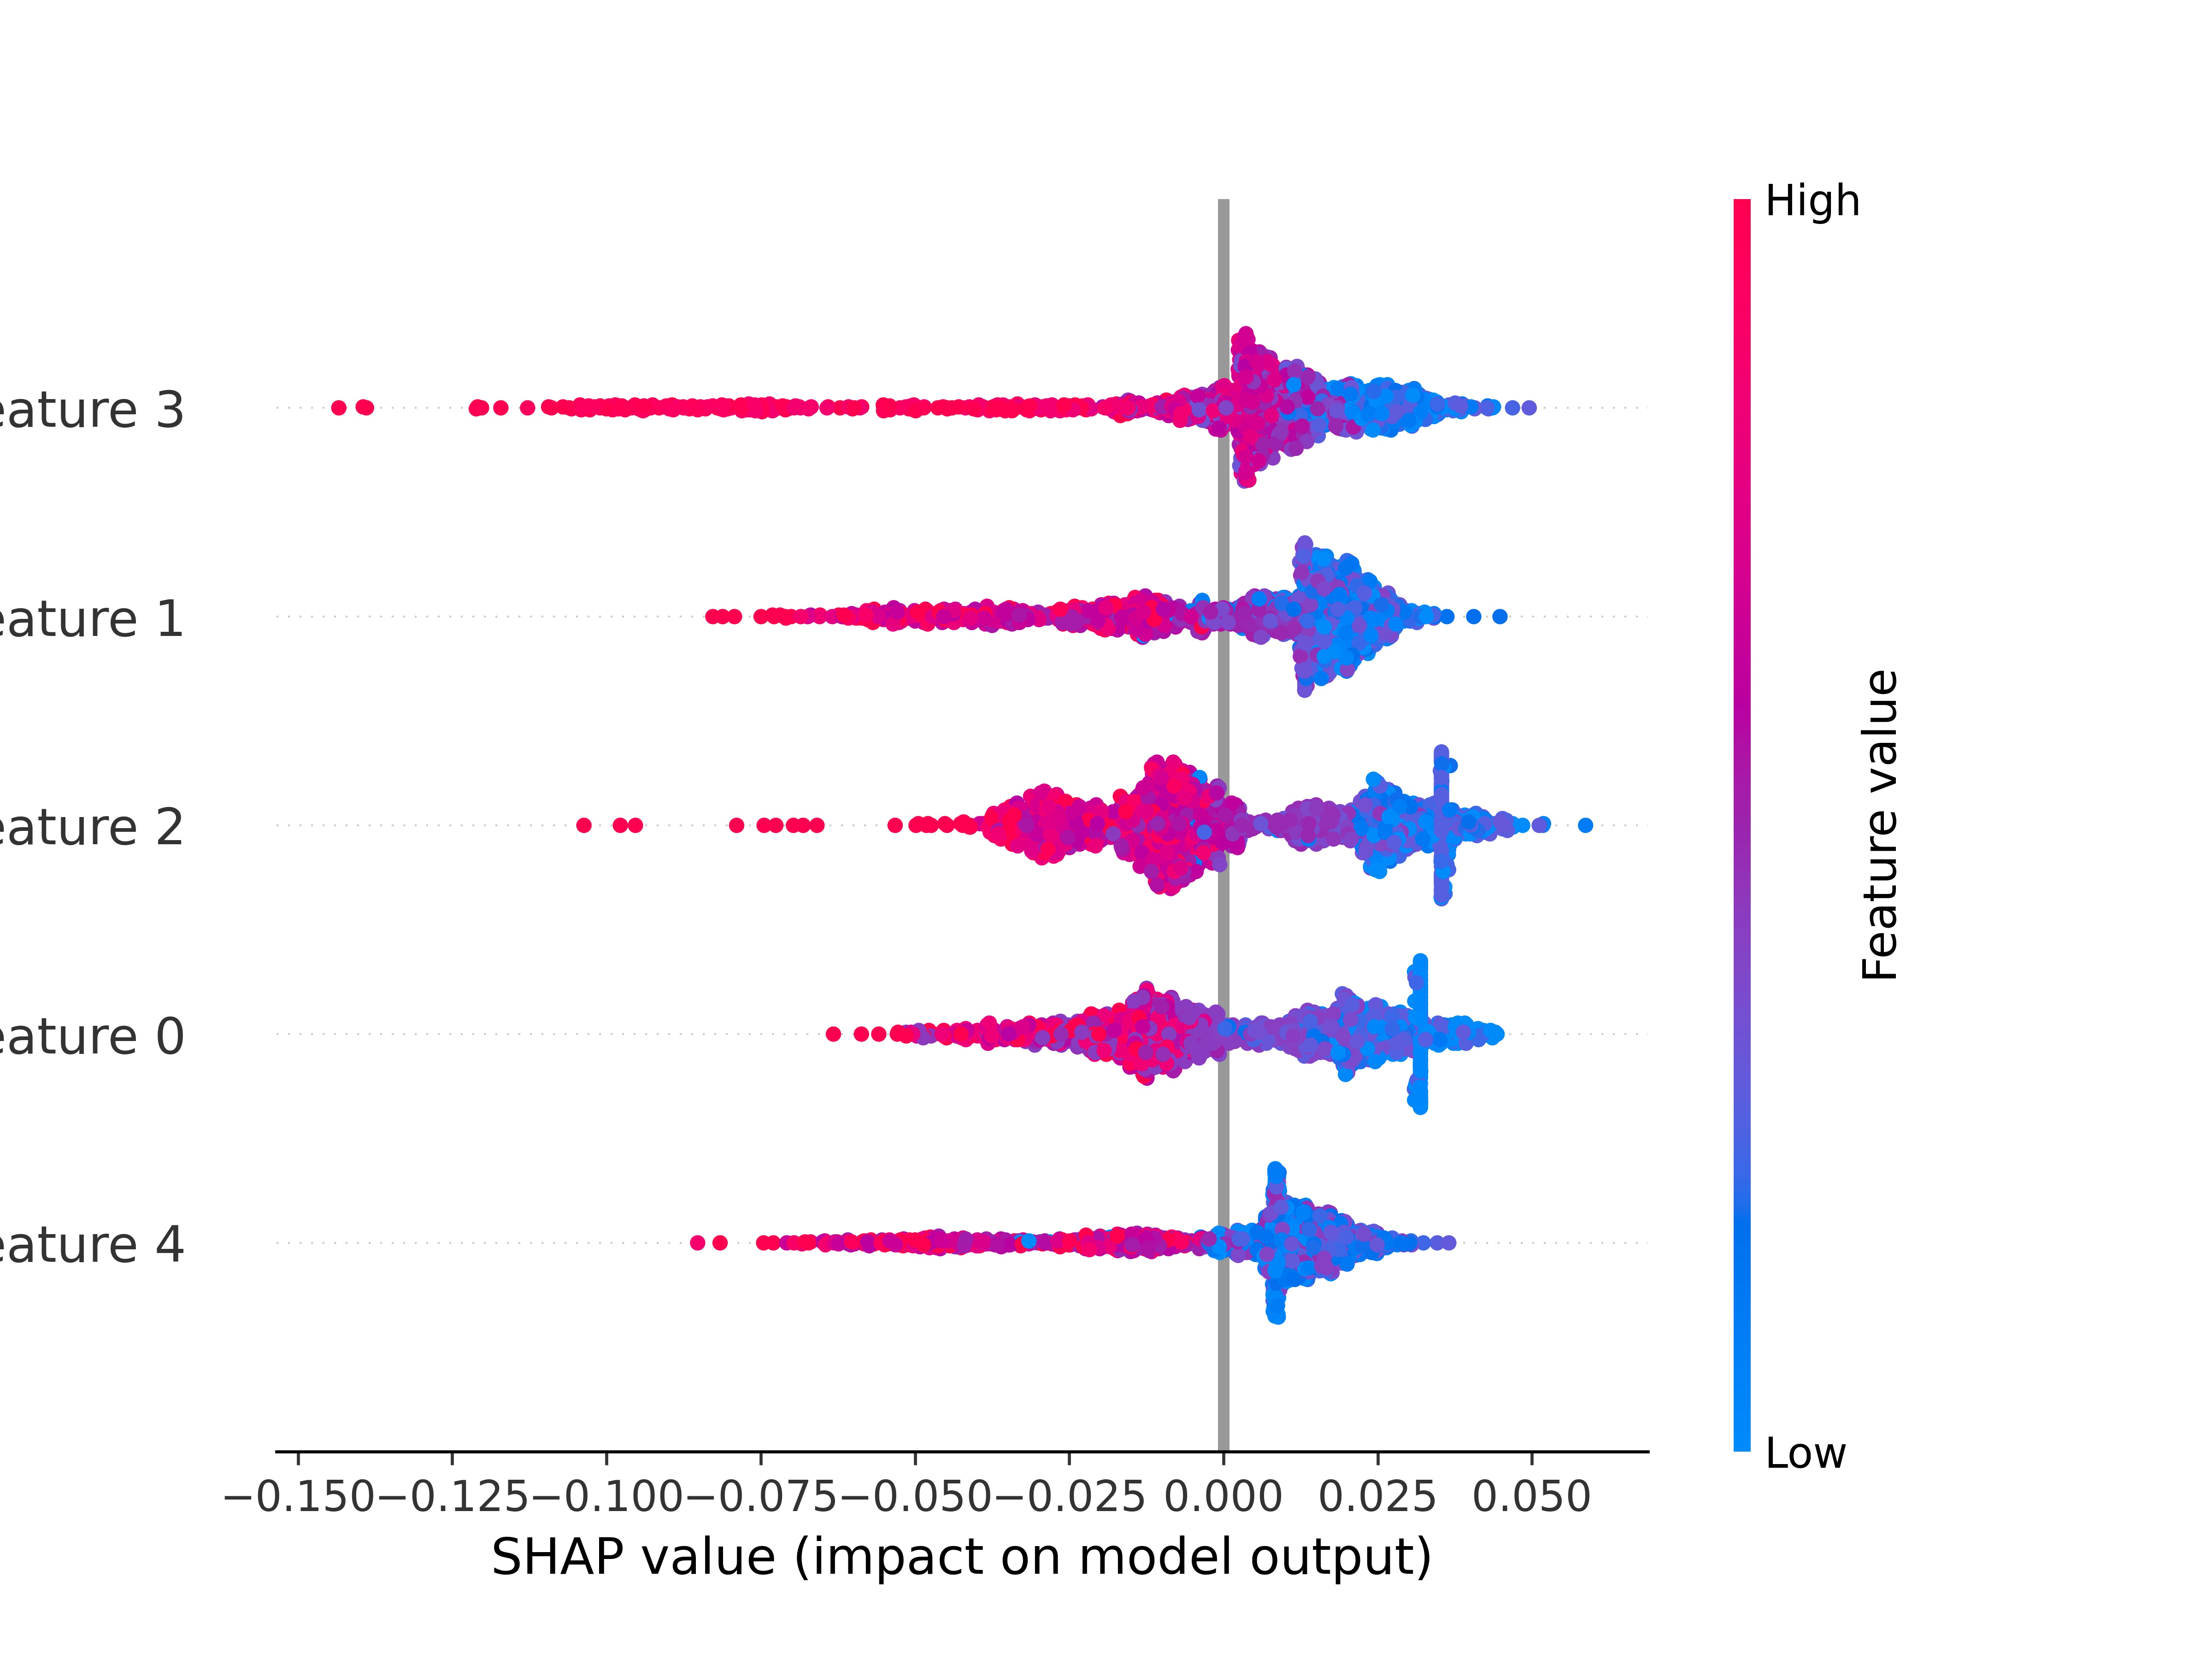 High
eature 3
eature 1
eature 2
eature 0
eature 4
Feature value
Low
−0.150 −0.125 −0.100 −0.075 −0.050 −0.025 0.000 0.025 0.050
SHAP value (impact on model output)